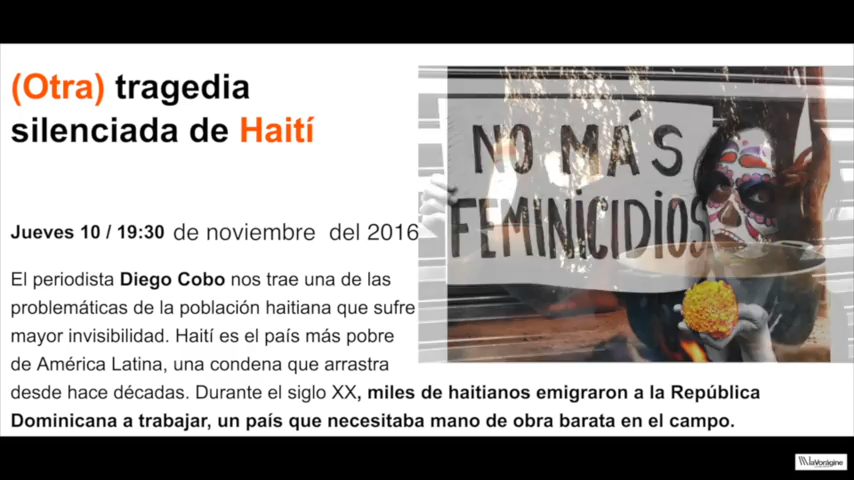 (Otra) tragedia
silenciada de Haití
Jueves 10 / 19:30 de noviembre del 2016
El periodista Diego Cobo nos trae una de las
problemáticas de la población haitiana que sufre
mayor invisibilidad. Haití es el país más pobre
de América Latina, una condena que arrastra
desde hace décadas. Durante el siglo XX, miles de haitianos emigraron a la República
Dominicana a trabajar, un país que necesitaba mano de obra barata en el campo.
NO MÁS
FEMINICIDIOS
laVorágine